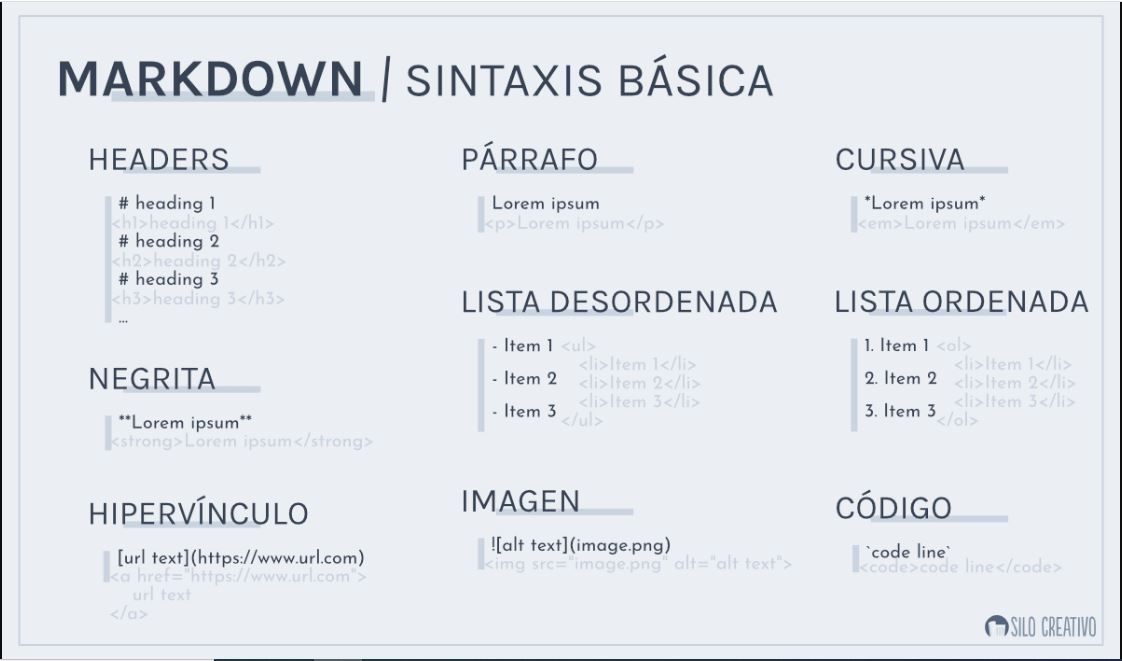 MARKDOWN / SINTAXIS BÁSICA
HEADERS
# heading 1
<h1>heading 1</h1>
# heading 2
<h2>heading 2</h2>
# heading 3
<h3>heading 3</h3>
...
NEGRITA
**Lorem ipsum**
<strong>Lorem ipsum</strong>
HIPERVÍNCULO
[url text](https://www.url.com)
<a href="https://www.url.com">
url text
</a>
PÁRRAFO
Lorem ipsum
<p>Lorem ipsum</p>
LISTA DESORDENADA
- Item 1 <ul>
<li>Item 1</li>
- Item 2
<li>Item 2</li>
<li>Item 3</li>
- Item 3
</ul>
IMAGEN
![alt text](image.png)
<img src="image.png" alt="alt text">
CURSIVA
*Lorem ipsum*
<em>Lorem ipsum</em>
LISTA ORDENADA
1. Item 1 <ol>
<li>Item 1</li>
2. Item 2
<li>Item 2</li>
<li>Item 3</li>
3. Item 3
</ol>
CÓDIGO
`code line`
<code>code line</code>
SILO CREATIVO